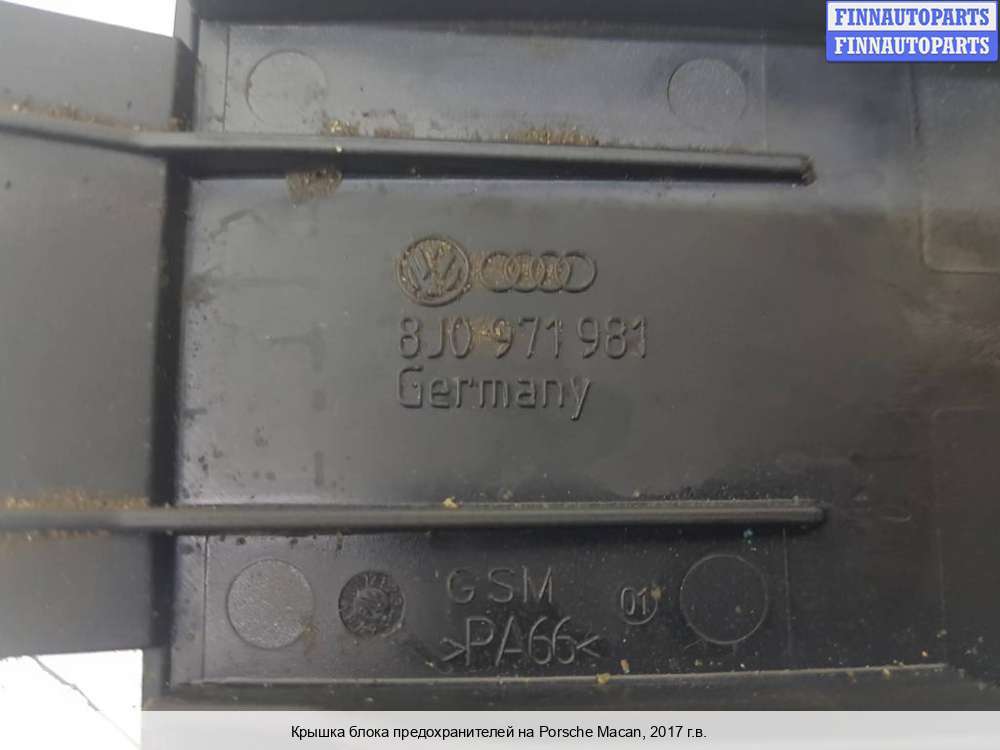 FINNAUTOPARTS
FINNAUTOPARTS
8J0 971 981
Germany
GSM
01
>PA66<
Крышка блока предохранителей на Porsche Macan, 2017 г.в.